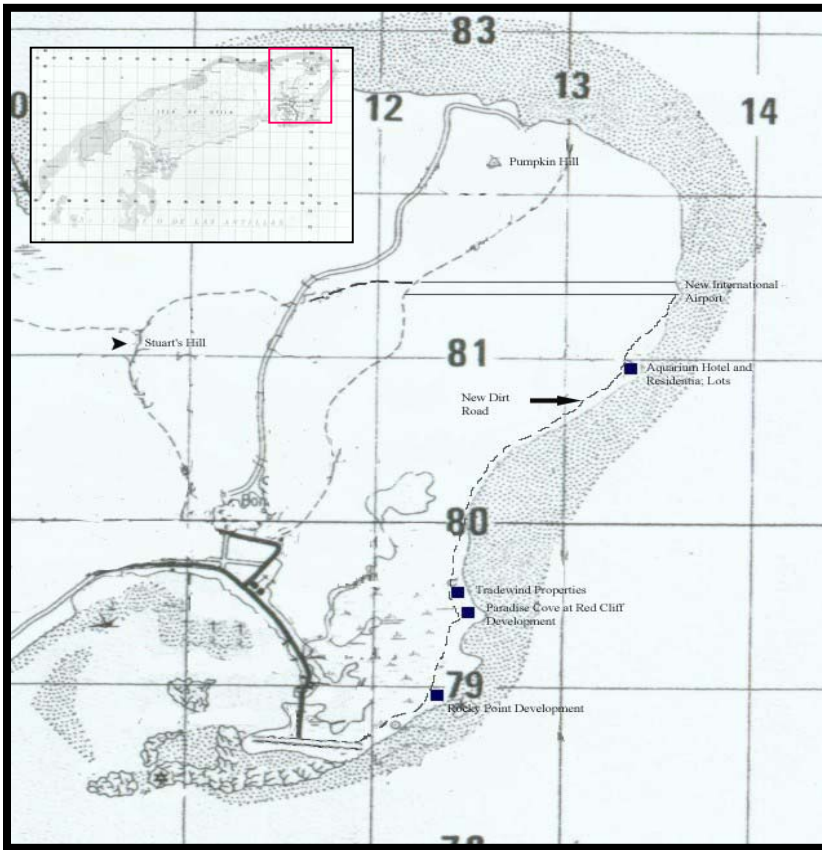 83
12
13
14
0
Pumpkin Hill
New International
Airport
Stuart's Hill
81
Aquarium Hotel and
Residentia; Lots
New Dirt
Road
80
Tradewind Properties
Paradise Cove at Red Cliff
Development
79
Rocky Point Development